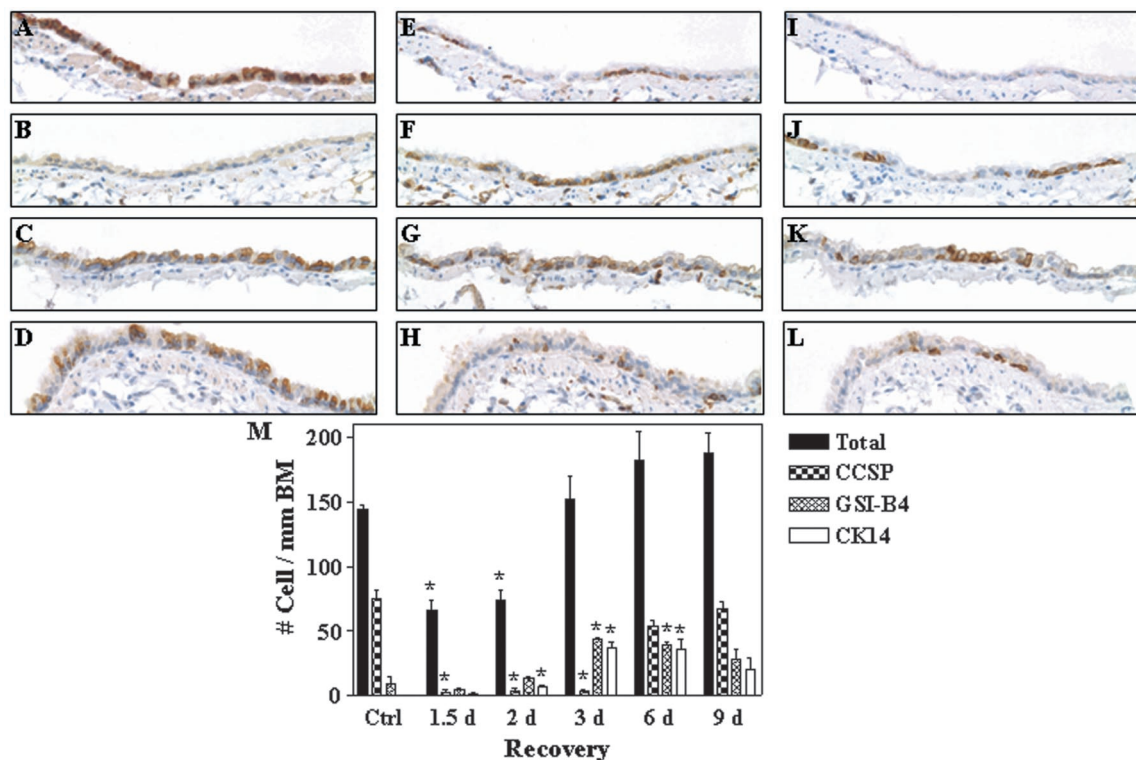 A E I
B F J
C G K
D H L
M
200
150
100
50
0
# Cell / mm BM
* * * * * * * * * *
Ctrl 1.5 d 2 d 3 d 6 d 9 d
Recovery
Total
CCSP
GSI-B4
CK14